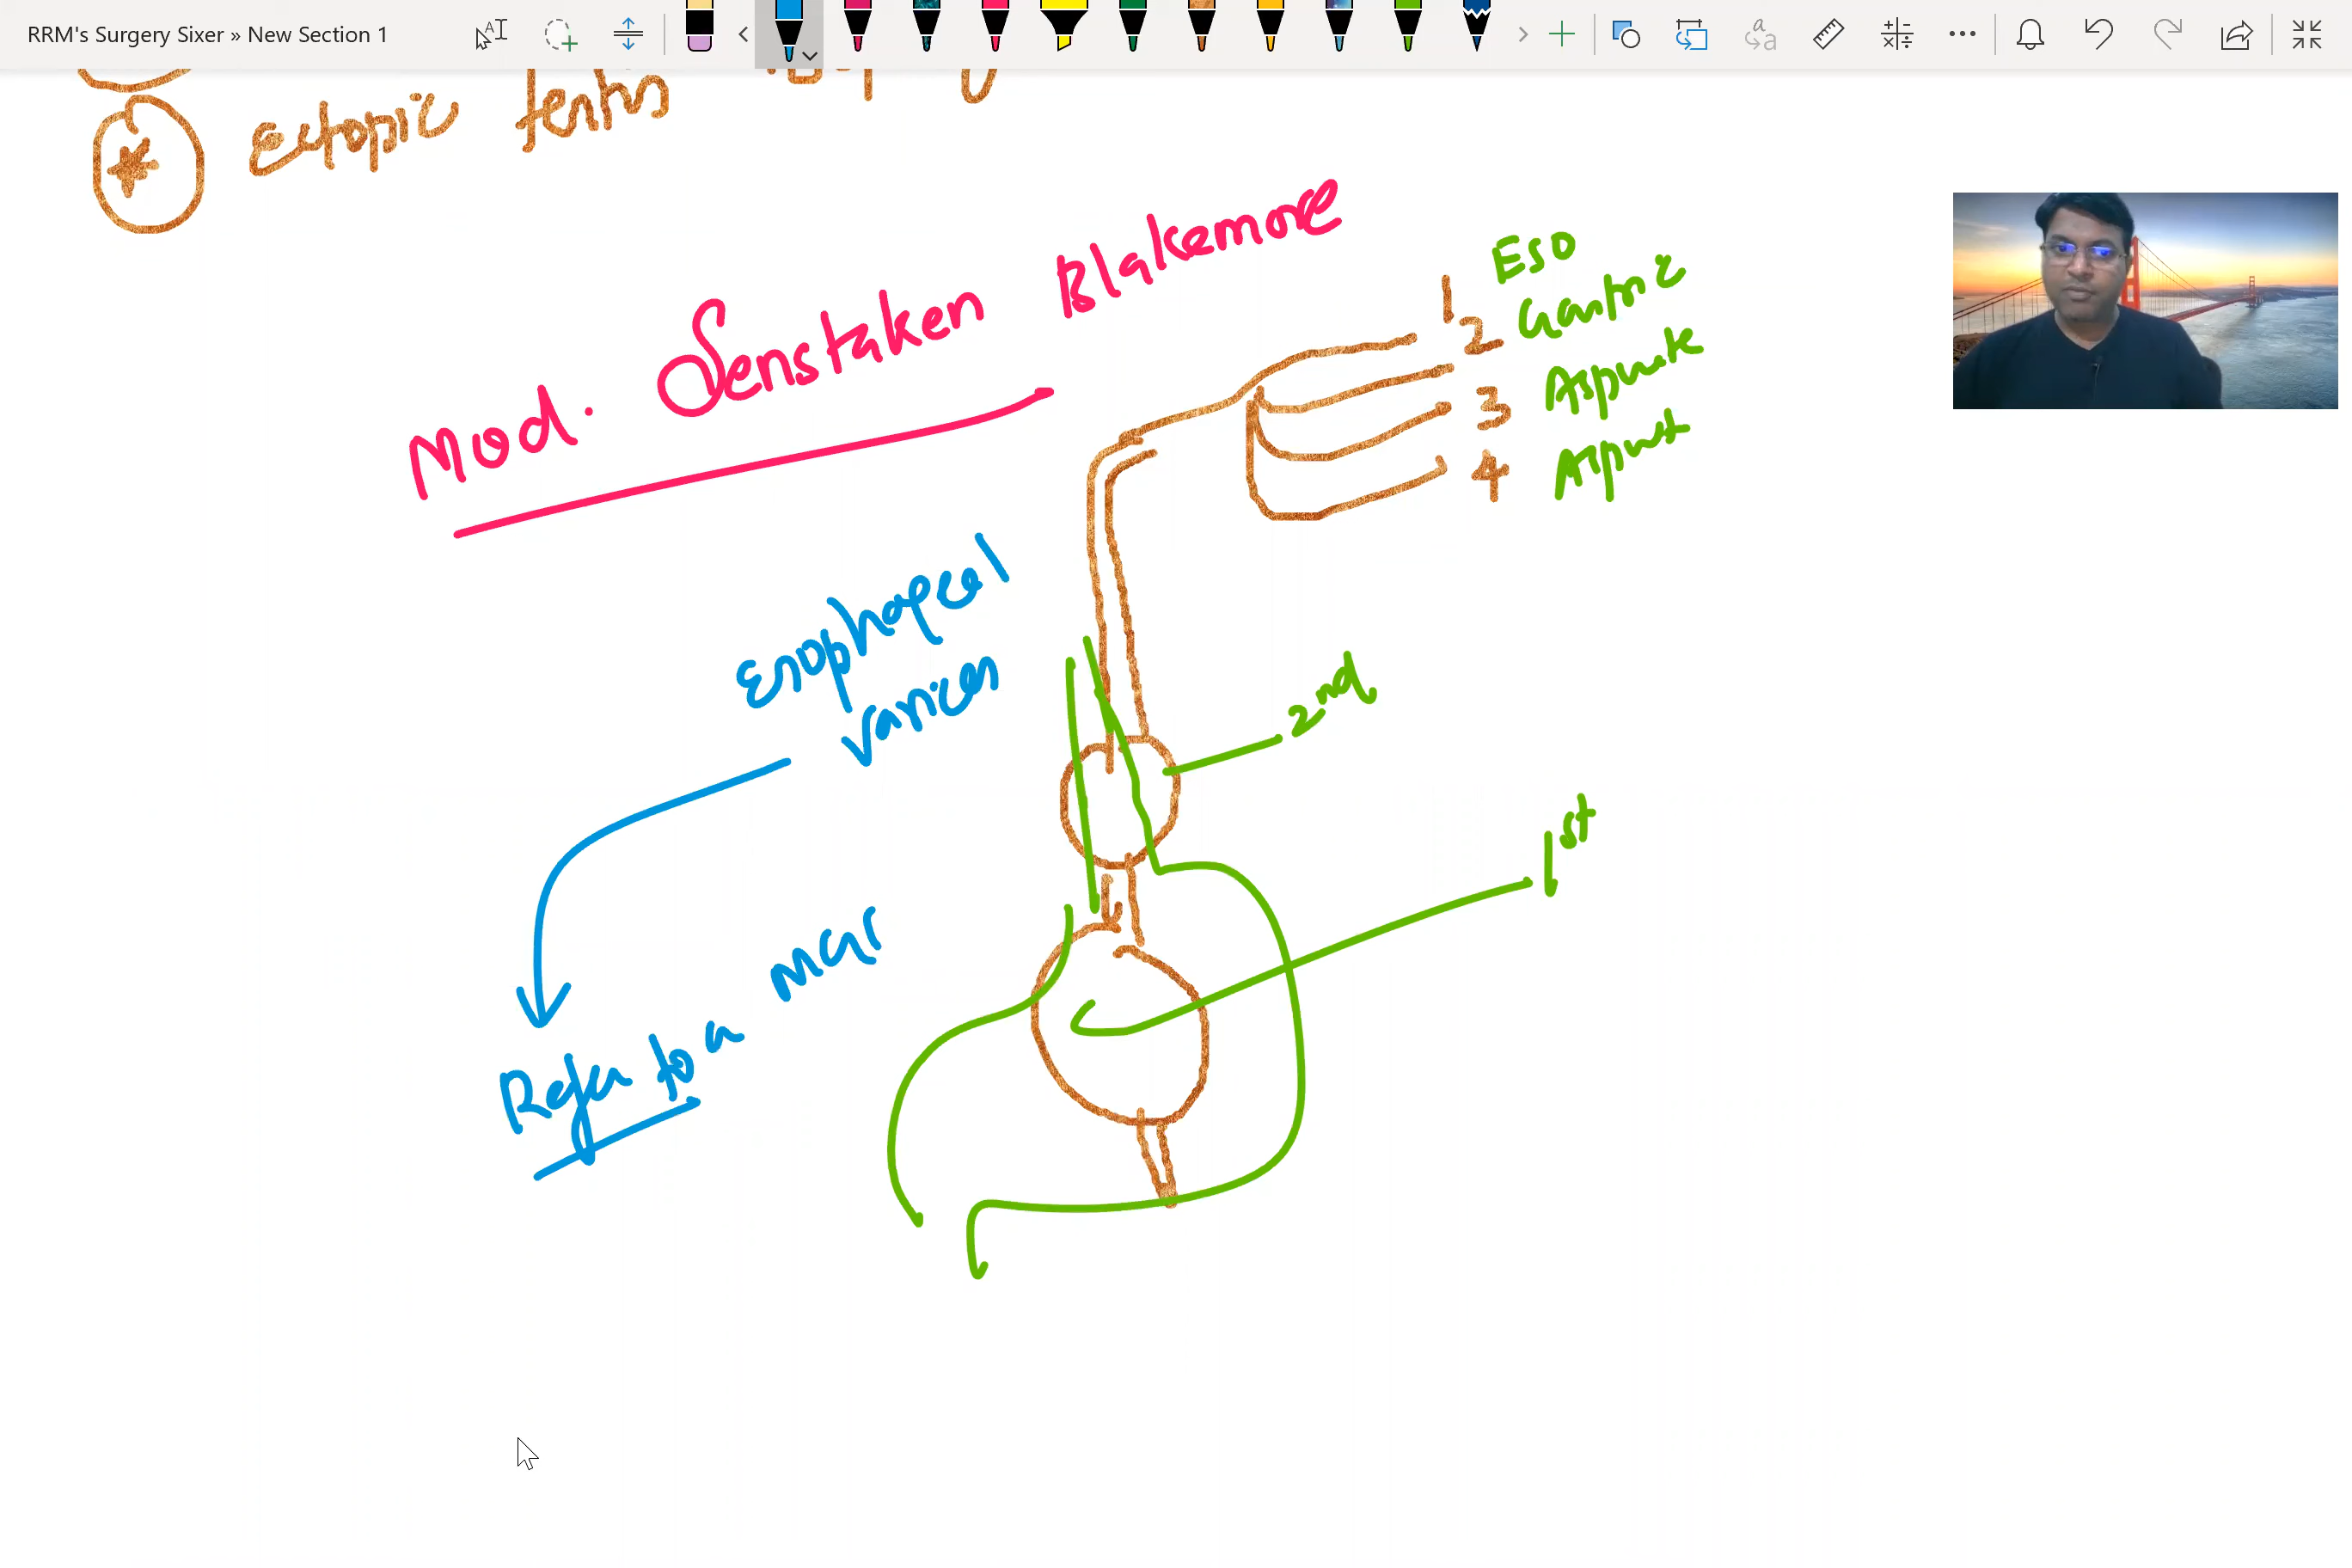 RRM's Surgery Sixer » New Section 1
Ectopic testis
Mod. Senstaken Blakemore
1 Eso
2 Gastric
3 Aspirate
4 Aspirate
Esophageal
varices
2nd
1st
Refer to a